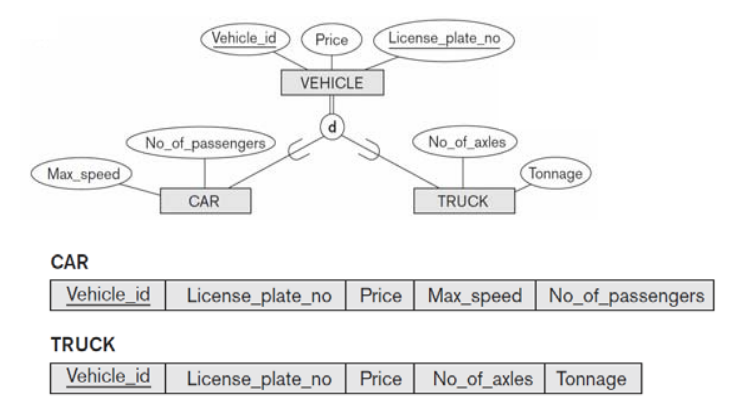 Vehicle_id Price License_plate_no
VEHICLE
d
No_of_passengers No_of_axles
Max_speed Tonnage
CAR TRUCK
CAR
Vehicle_id License_plate_no Price Max_speed No_of_passengers
TRUCK
Vehicle_id License_plate_no Price No_of_axles Tonnage